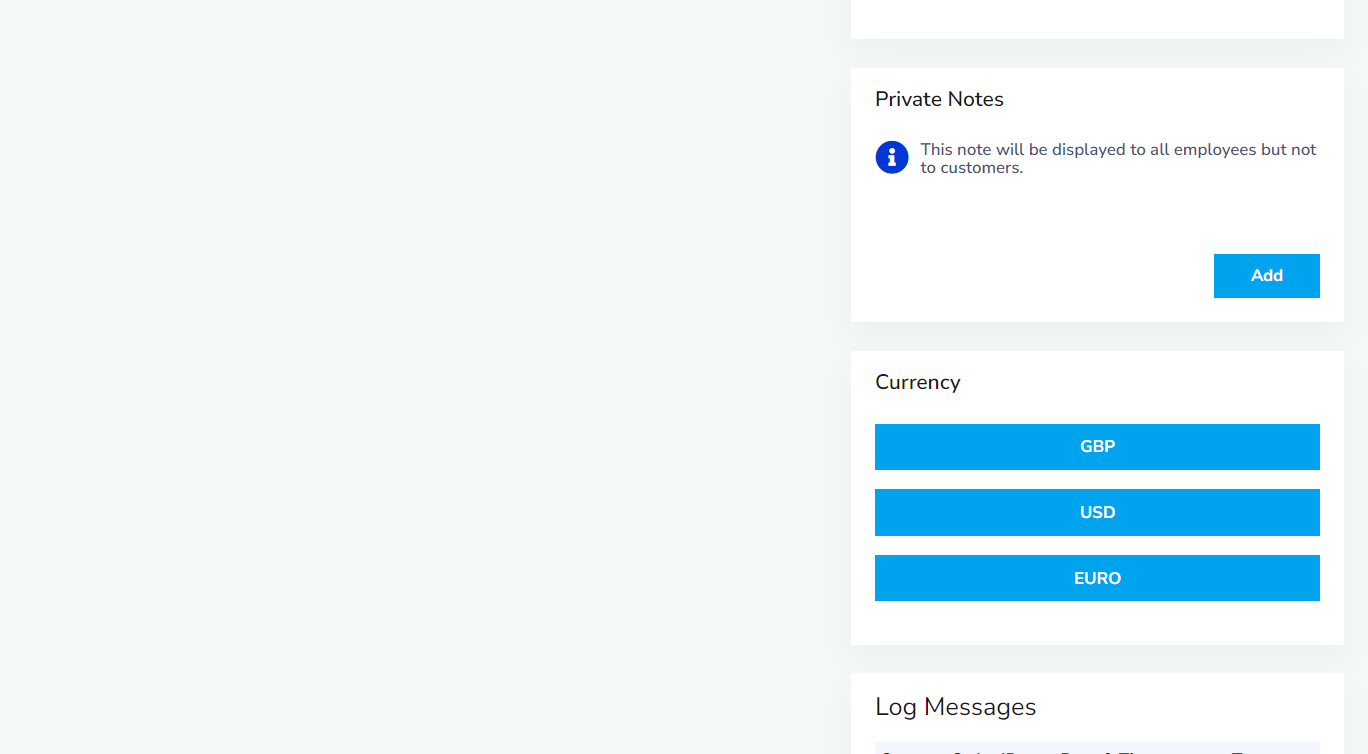 Private Notes
This note will be displayed to all employees but not
to customers.
Add
Currency
GBP
USD
EURO
Log Messages